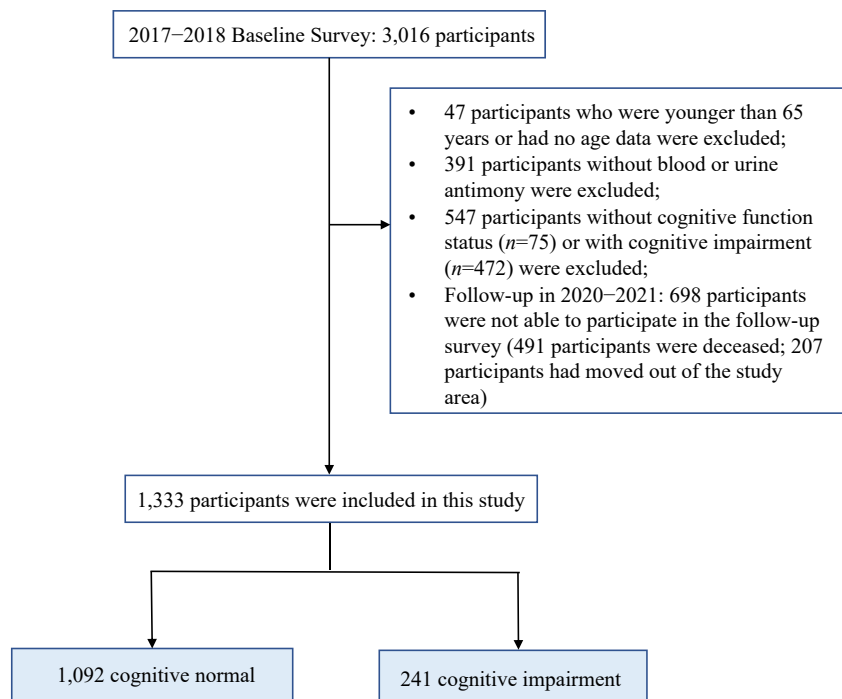 2017−2018 Baseline Survey: 3,016 participants
• 47 participants who were younger than 65
years or had no age data were excluded;
• 391 participants without blood or urine
antimony were excluded;
• 547 participants without cognitive function
status (n=75) or with cognitive impairment
(n=472) were excluded;
• Follow-up in 2020−2021: 698 participants
were not able to participate in the follow-up
survey (491 participants were deceased; 207
participants had moved out of the study
area)
1,333 participants were included in this study
1,092 cognitive normal
241 cognitive impairment